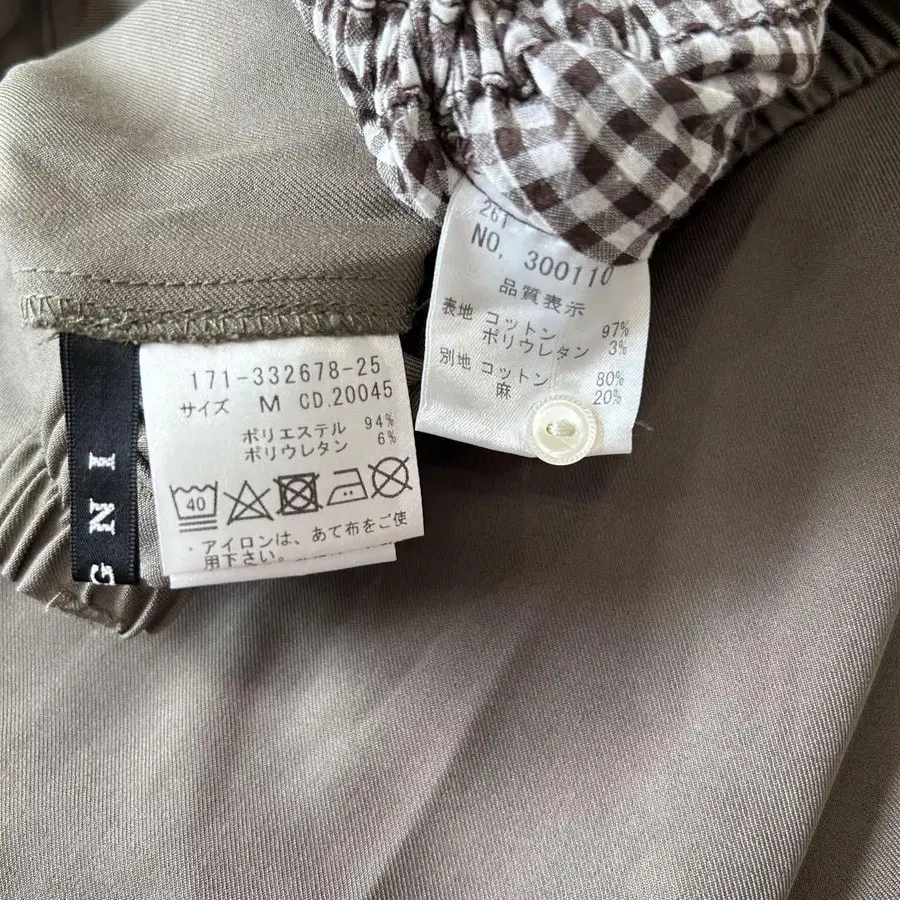 261
NO. 300110
品質表示
表地 コットン 97%
ポリウレタン 3%
別地 コットン 80%
麻 20%
171-332678-25
サイズ M CD.20045
ポリエステル 94%
ポリウレタン 6%
40
・アイロンは、あて布をご使
用下さい。
GNI